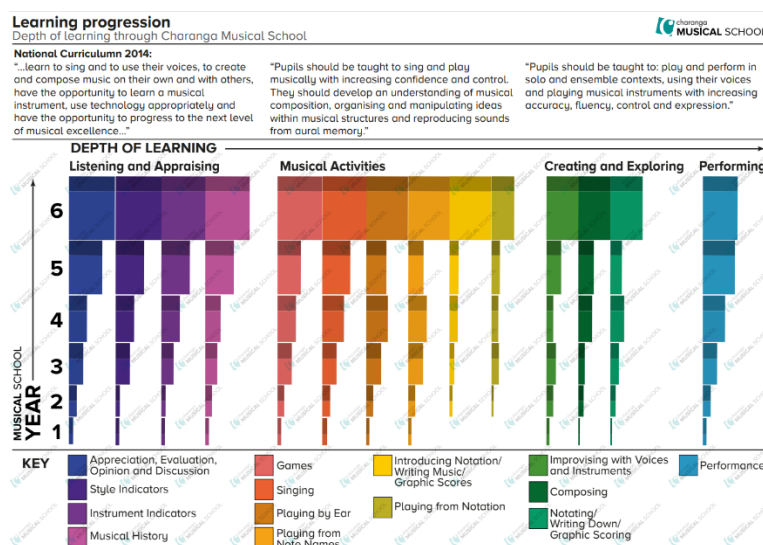 Learning progression
Depth of learning through Charanga Musical School
charanga
MUSICAL SCHOOL
National Curriculumn 2014:
"...learn to sing and to use their voices, to create
and compose music on their own and with others,
have the opportunity to learn a musical
instrument, use technology appropriately and
have the opportunity to progress to the next level
of musical excellence..."
"Pupils should be taught to sing and play
musically with increasing confidence and control.
They should develop an understanding of musical
composition, organising and manipulating ideas
within musical structures and reproducing sounds
from aural memory."
"Pupils should be taught to: play and perform in
solo and ensemble contexts, using their voices
and playing musical instruments with increasing
accuracy, fluency, control and expression."
DEPTH OF LEARNING
Listening and Appraising
Musical Activities
Creating and Exploring
Performing
MUSICAL SCHOOL
YEAR
6
5
4
3
2
1
KEY
Appreciation, Evaluation,
Opinion and Discussion
Style Indicators
Instrument Indicators
Musical History
Games
Singing
Playing by Ear
Playing from
Note Names
Introducing Notation/
Writing Music/
Graphic Scores
Playing from Notation
Improvising with Voices
and Instruments
Composing
Notating/
Writing Down/
Graphic Scoring
Performance